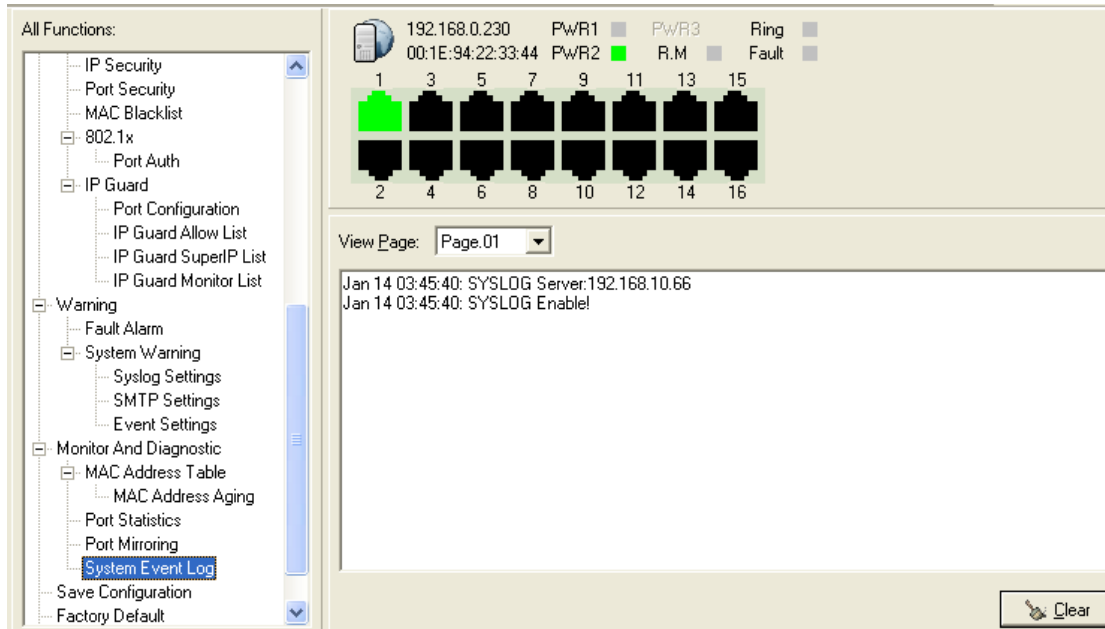 All Functions:
IP Security
Port Security
MAC Blacklist
802.1x
Port Auth
IP Guard
Port Configuration
IP Guard Allow List
IP Guard SuperIP List
IP Guard Monitor List
Warning
Fault Alarm
System Warning
Syslog Settings
SMTP Settings
Event Settings
Monitor And Diagnostic
MAC Address Table
MAC Address Aging
Port Statistics
Port Mirroring
System Event Log
Save Configuration
Factory Default
192.168.0.230 PWR1 PWR3 Ring
00:1E:94:22:33:44 PWR2 R.M Fault
1 3 5 7 9 11 13 15
2 4 6 8 10 12 14 16
View Page: Page.01
Jan 14 03:45:40: SYSLOG Server:192.168.10.66
Jan 14 03:45:40: SYSLOG Enable!
Clear